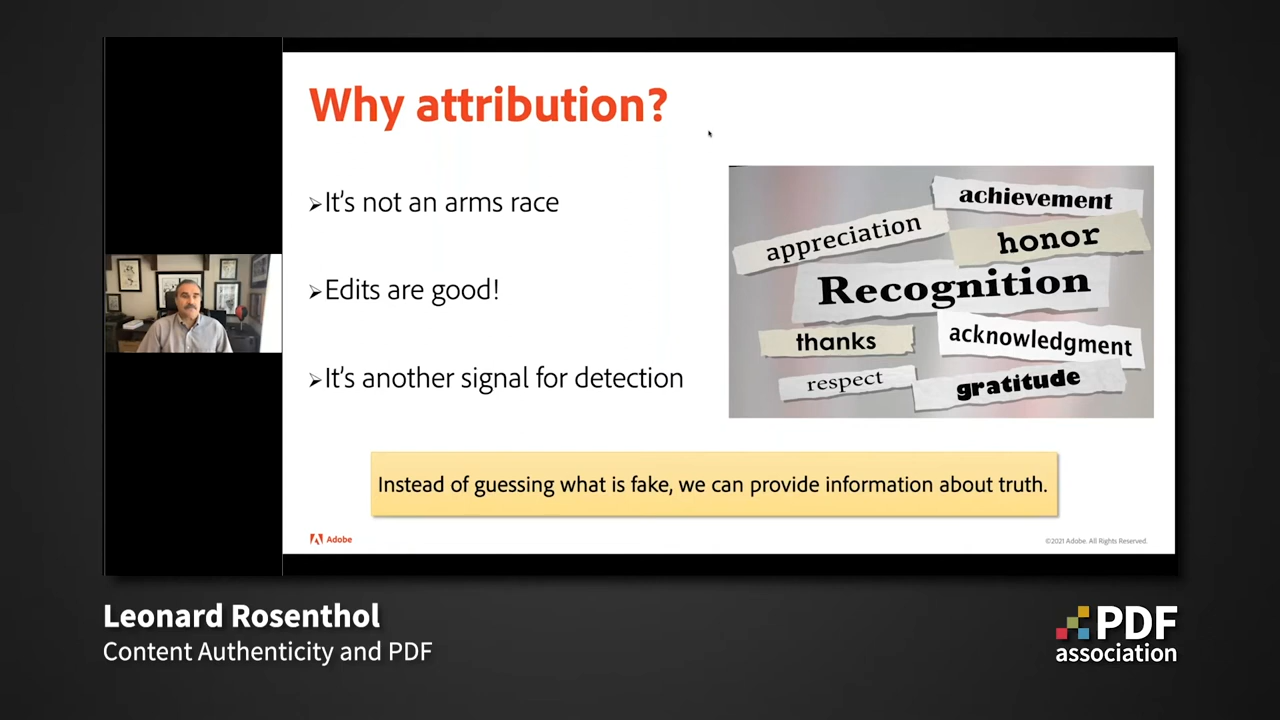 Why attribution?
➢It's not an arms race
➢Edits are good!
➢It's another signal for detection
achievement
appreciation
honor
Recognition
thanks
acknowledgment
respect
gratitude
Instead of guessing what is fake, we can provide information about truth.
Adobe
©2021 Adobe. All Rights Reserved.
Leonard Rosenthol
Content Authenticity and PDF
PDF
association